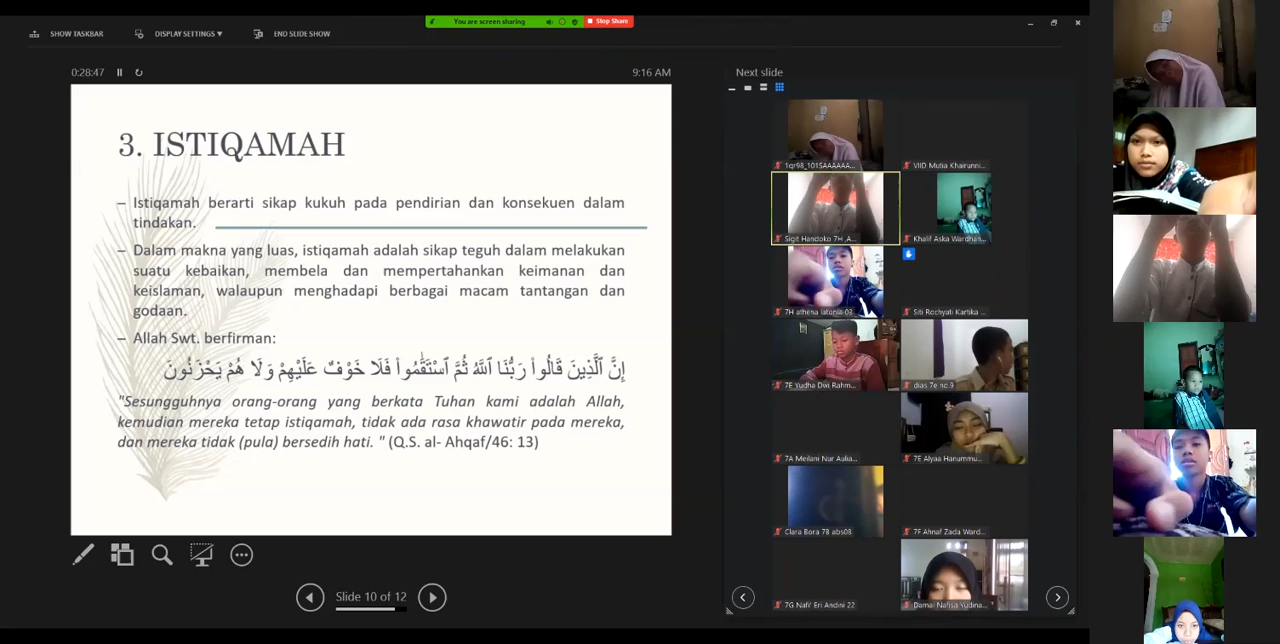 You are screen sharing
Stop Share
SHOW TASKBAR
DISPLAY SETTINGS ▼
END SLIDE SHOW
0:28:47
9:16 AM
Next slide
3. ISTIQAMAH
– Istiqamah berarti sikap kukuh pada pendirian dan konsekuen dalam
tindakan.
– Dalam makna yang luas, istiqamah adalah sikap teguh dalam melakukan
suatu kebaikan, membela dan mempertahankan keimanan dan
keislaman, walaupun menghadapi berbagai macam tantangan dan
godaan.
– Allah Swt. berfirman:
إِنَّ ٱلَّذِينَ قَالُوا۟ رَبُّنَا ٱللَّهُ ثُمَّ ٱسْتَقَٰمُوا۟ فَلَا خَوْفٌ عَلَيْهِمْ وَلَا هُمْ يَحْزَنُونَ
"Sesungguhnya orang-orang yang berkata Tuhan kami adalah Allah,
kemudian mereka tetap istiqamah, tidak ada rasa khawatir pada mereka,
dan mereka tidak (pula) bersedih hati. " (Q.S. al- Ahqaf/46: 13)
Slide 10 of 12
VIID Mutia Khairunni...
Sigit Handoko 7H ,A...
Khalif Aska Wardhan...
7H athena latonia 03
Siti Rochyati Kartika ...
7E Yudha Dwi Rahm...
dias 7e no.9
7A Meilani Nur Aulia...
7E Alyaa Hanummu...
Clara Bora 7B abs08
7F Ahnaf Zada Ward...
7G Nafi' Eri Andini 22
Damai Nafisa Yudina...